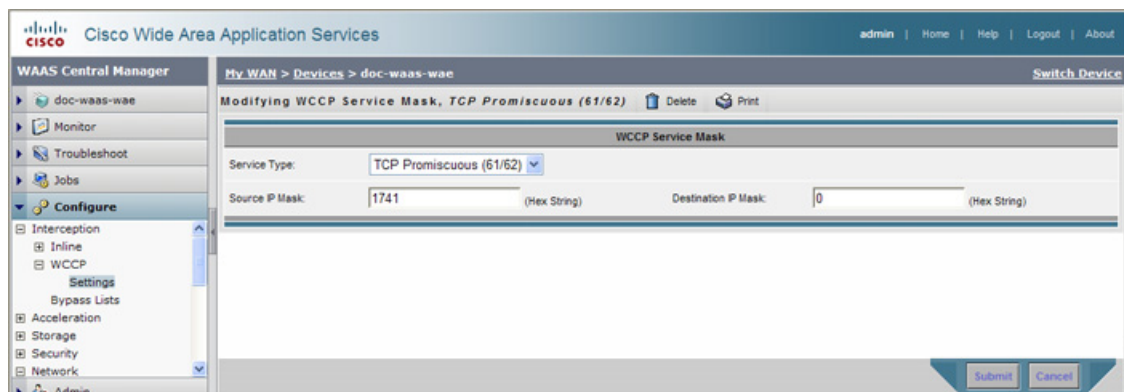 CISCO Cisco Wide Area Application Services admin | Home | Help | Logout | About
WAAS Central Manager
My WAN > Devices > doc-waas-wae Switch Device
doc-waas-wae
Modifying WCCP Service Mask, TCP Promiscuous (61/62) Delete Print
Monitor
Troubleshoot
Jobs
Configure
Interception
Inline
WCCP
Settings
Bypass Lists
Acceleration
Storage
Security
Network
Admin
WCCP Service Mask
Service Type: TCP Promiscuous (61/62)
Source IP Mask: 1741 (Hex String) Destination IP Mask: 0 (Hex String)
Submit Cancel